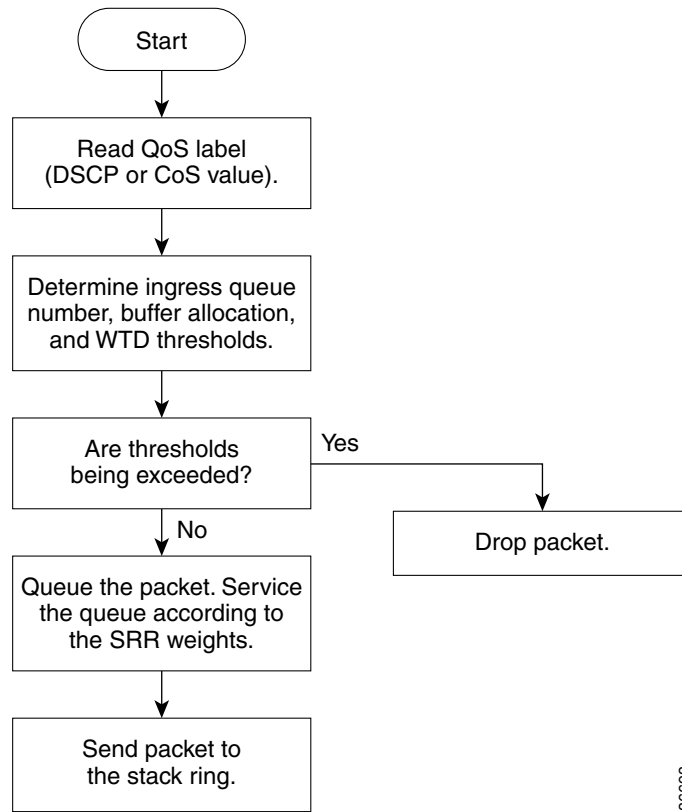 Start
Read QoS label
(DSCP or CoS value).
Determine ingress queue
number, buffer allocation,
and WTD thresholds.
Are thresholds
being exceeded?
Yes
Drop packet.
No
Queue the packet. Service
the queue according to
the SRR weights.
Send packet to
the stack ring.